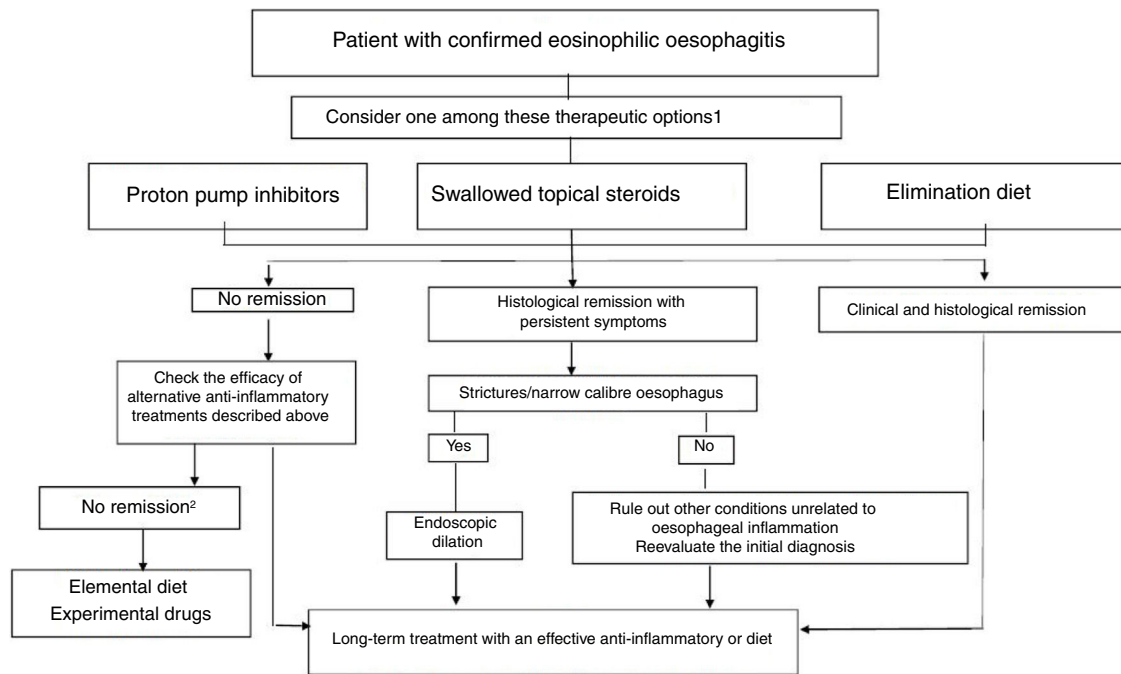 Patient with confirmed eosinophilic oesophagitis
Consider one among these therapeutic options1
Proton pump inhibitors
Swallowed topical steroids
Elimination diet
No remission
Histological remission with
persistent symptoms
Clinical and histological remission
Check the efficacy of
alternative anti-inflammatory
treatments described above
Strictures/narrow calibre oesophagus
Yes
No
No remission²
Endoscopic
dilation
Rule out other conditions unrelated to
oesophageal inflammation
Reevaluate the initial diagnosis
Elemental diet
Experimental drugs
Long-term treatment with an effective anti-inflammatory or diet